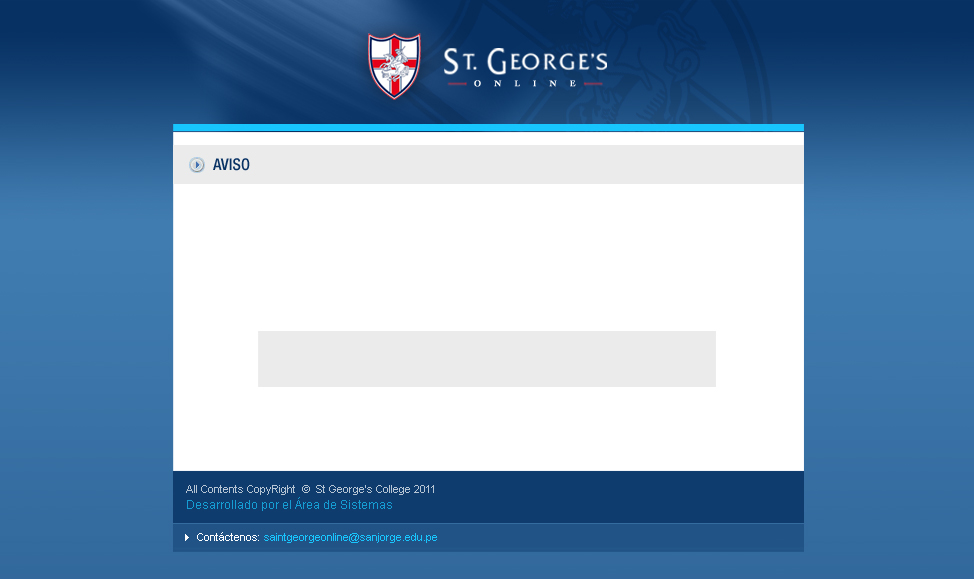 ST. GEORGE'S
ONLINE
AVISO
All Contents CopyRight © St George's College 2011
Desarrollado por el Área de Sistemas
Contáctenos: saintgeorgeonline@sanjorge.edu.pe